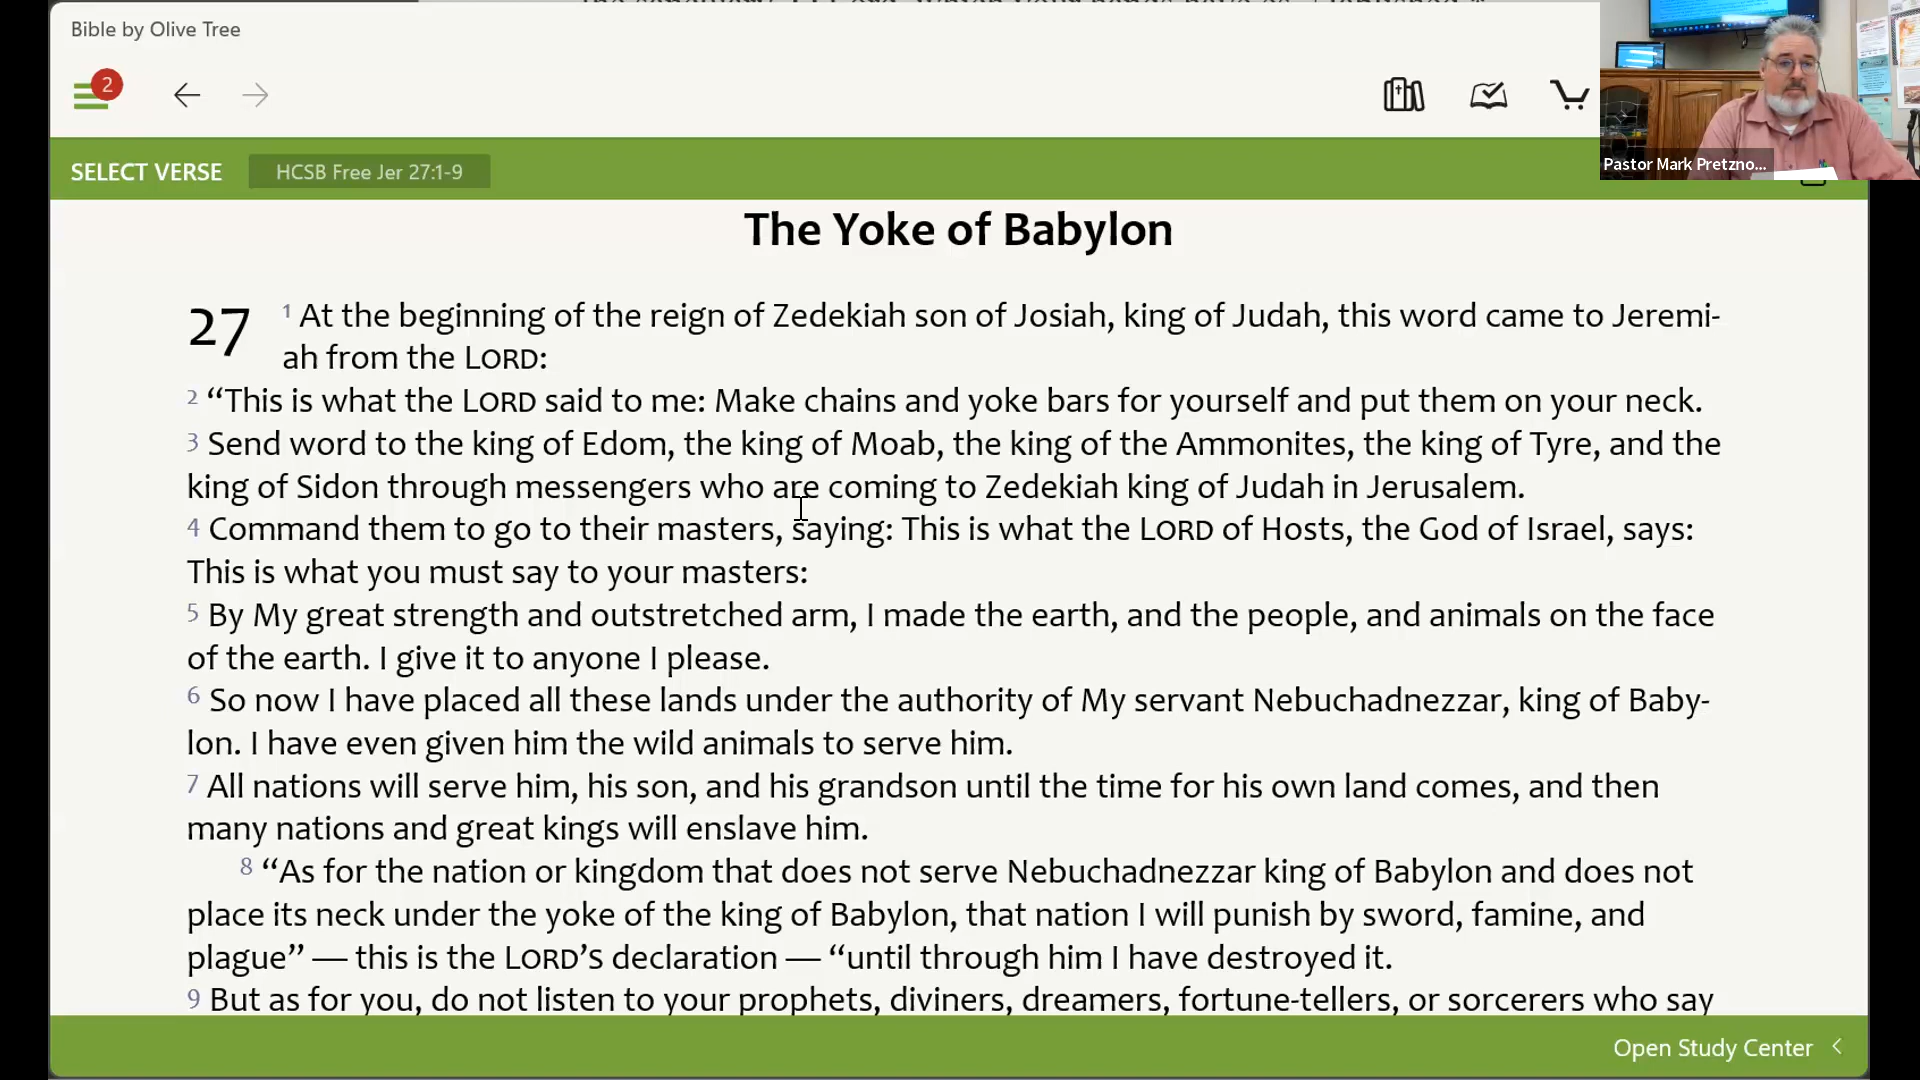 Bible by Olive Tree
2
SELECT VERSE HCSB Free Jer 27:1-9
Pastor Mark Pretzno...
The Yoke of Babylon
27 1 At the beginning of the reign of Zedekiah son of Josiah, king of Judah, this word came to Jeremi-
ah from the LORD:
2 “This is what the LORD said to me: Make chains and yoke bars for yourself and put them on your neck.
3 Send word to the king of Edom, the king of Moab, the king of the Ammonites, the king of Tyre, and the
king of Sidon through messengers who are coming to Zedekiah king of Judah in Jerusalem.
4 Command them to go to their masters, saying: This is what the LORD of Hosts, the God of Israel, says:
This is what you must say to your masters:
5 By My great strength and outstretched arm, I made the earth, and the people, and animals on the face
of the earth. I give it to anyone I please.
6 So now I have placed all these lands under the authority of My servant Nebuchadnezzar, king of Baby-
lon. I have even given him the wild animals to serve him.
7 All nations will serve him, his son, and his grandson until the time for his own land comes, and then
many nations and great kings will enslave him.
8 “As for the nation or kingdom that does not serve Nebuchadnezzar king of Babylon and does not
place its neck under the yoke of the king of Babylon, that nation I will punish by sword, famine, and
plague” — this is the LORD’S declaration — “until through him I have destroyed it.
9 But as for you, do not listen to your prophets, diviners, dreamers, fortune-tellers, or sorcerers who say
Open Study Center